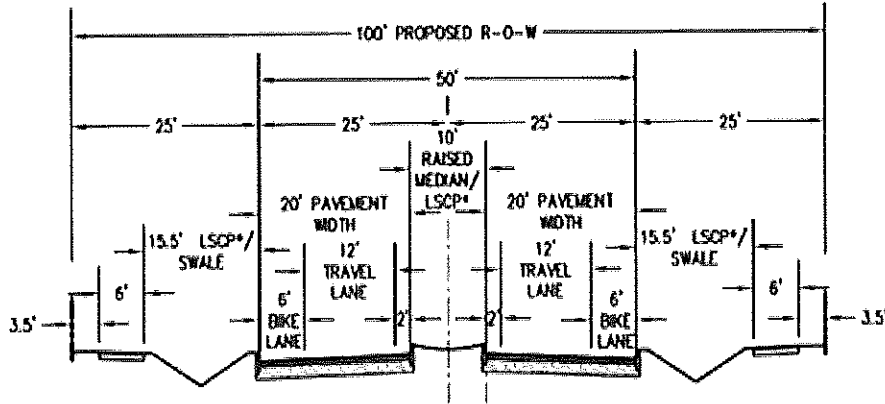 100' PROPOSED R-O-W
50'
25' 25' 25' 25'
10'
RAISED
MEDIAN/
LSCP*
20' PAVEMENT
WIDTH
20' PAVEMENT
WIDTH
15.5' LSCP*/
SWALE
12'
TRAVEL
LANE
12'
TRAVEL
LANE
15.5' LSCP*/
SWALE
6'
6'
BIKE
LANE
2'
2'
6'
BIKE
LANE
6'
3.5'
3.5'